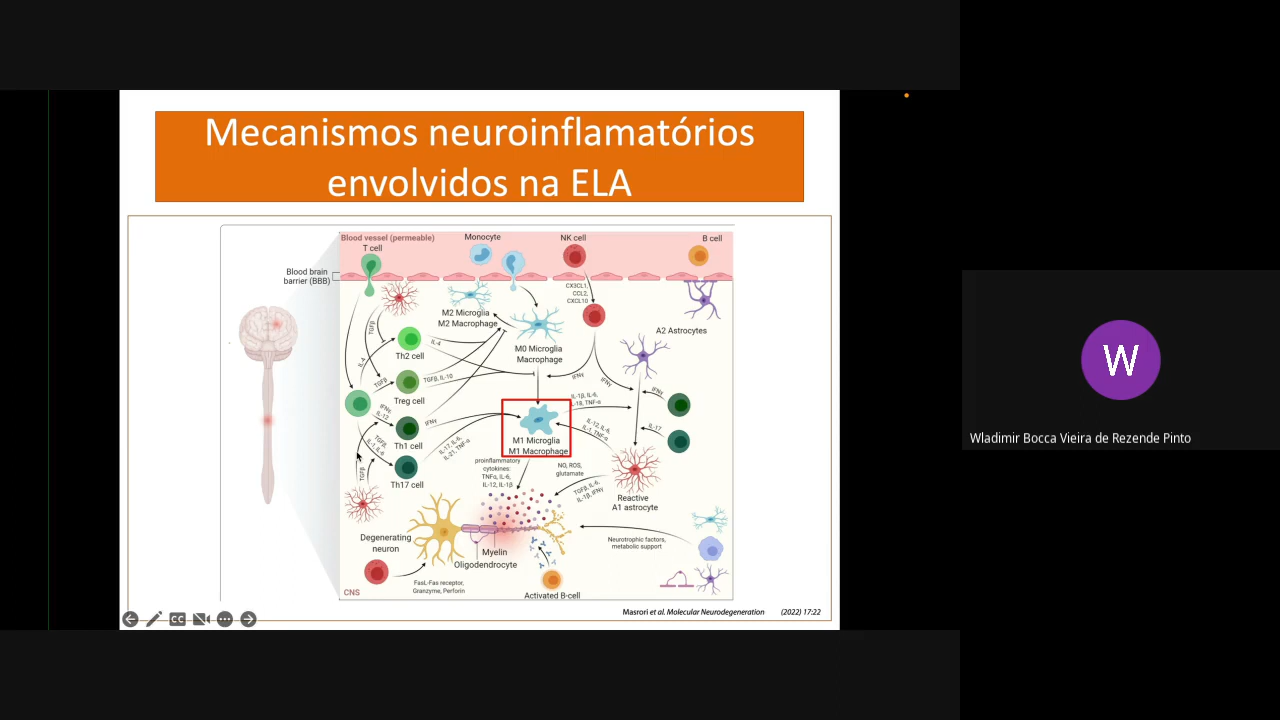 Mecanismos neuroinflamatórios
envolvidos na ELA
Blood vessel (permeable)
T cell
Monocyte
NK cell
B cell
Blood brain
barrier (BBB)
CX3CL1,
CCL2,
CXCL10
M2 Microglia
M2 Macrophage
A2 Astrocytes
TGFβ
IL-4
Th2 cell
M0 Microglia
Macrophage
IL-4
TGFβ
TGFβ, IL-10
IFNγ
IFNγ
IFNγ
Treg cell
IL-1β, IL-6,
IL-18, TNF-α
IFNγ,
IL-12
IFNγ
Th1 cell
IL-17, IL-6,
IL-21, TNF-α
M1 Microglia
M1 Macrophage
IL-12, IL-6,
IL-1, TNF-α
IL-17
TGFβ
Th17 cell
proinflammatory
cytokines:
TNFα, IL-6,
IL-12, IL-1β
NO, ROS,
glutamate
TGFβ, IL-6,
IL-1β, IFNγ
Reactive
A1 astrocyte
Degenerating
neuron
Myelin
Oligodendrocyte
Neurotrophic factors,
metabolic support
FasL-Fas receptor,
Granzyme, Perforin
Activated B-cell
CNS
Masrori et al. Molecular Neurodegeneration (2022) 17:22
CC
W
Wladimir Bocca Vieira de Rezende Pinto